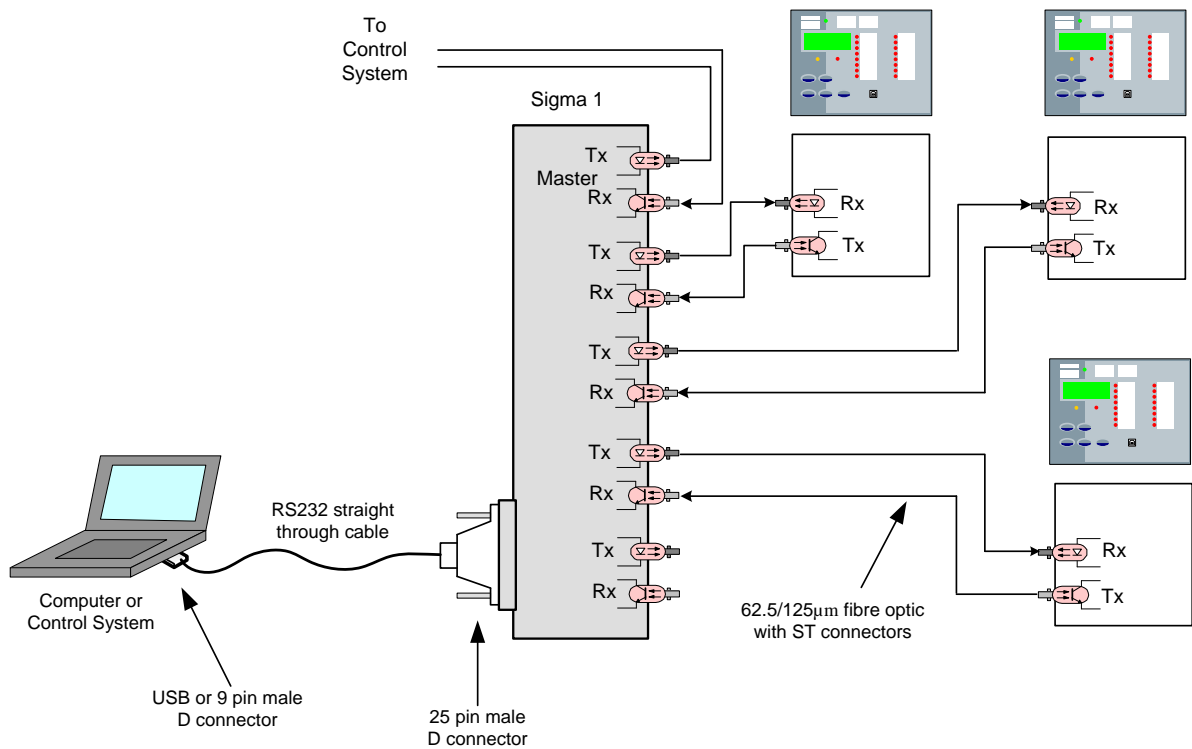 To
Control
System
Sigma 1
Tx
Master
Rx
Tx
Rx
Tx
Rx
Tx
Rx
Tx
Rx
Rx
Tx
Rx
Tx
Rx
Tx
RS232 straight
through cable
Computer or
Control System
USB or 9 pin male
D connector
25 pin male
D connector
62.5/125μm fibre optic
with ST connectors